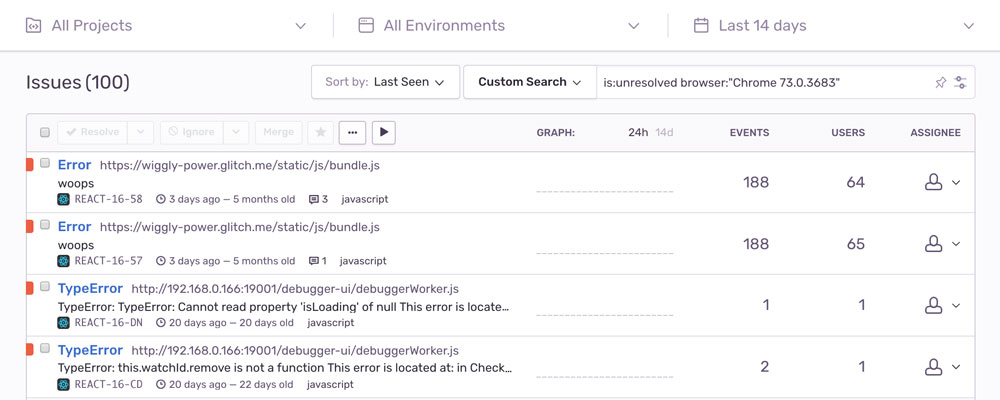 All Projects
All Environments
Last 14 days
Issues (100)
Sort by: Last Seen
Custom Search
is:unresolved browser:"Chrome 73.0.3683"
Resolve
Ignore
Merge
GRAPH: 24h 14d
EVENTS
USERS
ASSIGNEE
Error https://wiggly-power.glitch.me/static/js/bundle.js
woops
188 64
REACT-16-58 3 days ago — 5 months old 3 javascript
Error https://wiggly-power.glitch.me/static/js/bundle.js
woops
188 65
REACT-16-57 3 days ago — 5 months old 1 javascript
TypeError http://192.168.0.166:19001/debugger-ui/debuggerWorker.js
TypeError: TypeError: Cannot read property 'isLoading' of null This error is locate…
1 1
REACT-16-DN 20 days ago — 20 days old javascript
TypeError http://192.168.0.166:19001/debugger-ui/debuggerWorker.js
TypeError: this.watchId.remove is not a function This error is located at: in Check…
2 1
REACT-16-CD 20 days ago — 22 days old javascript